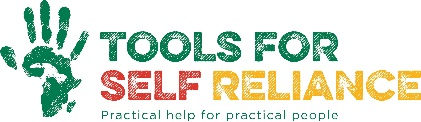 TOOLS FOR
SELF RELIANCE
Practical help for practical people